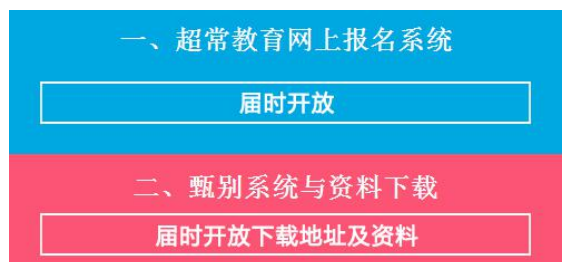 一、超常教育网上报名系统
届时开放
二、甄别系统与资料下载
届时开放下载地址及资料